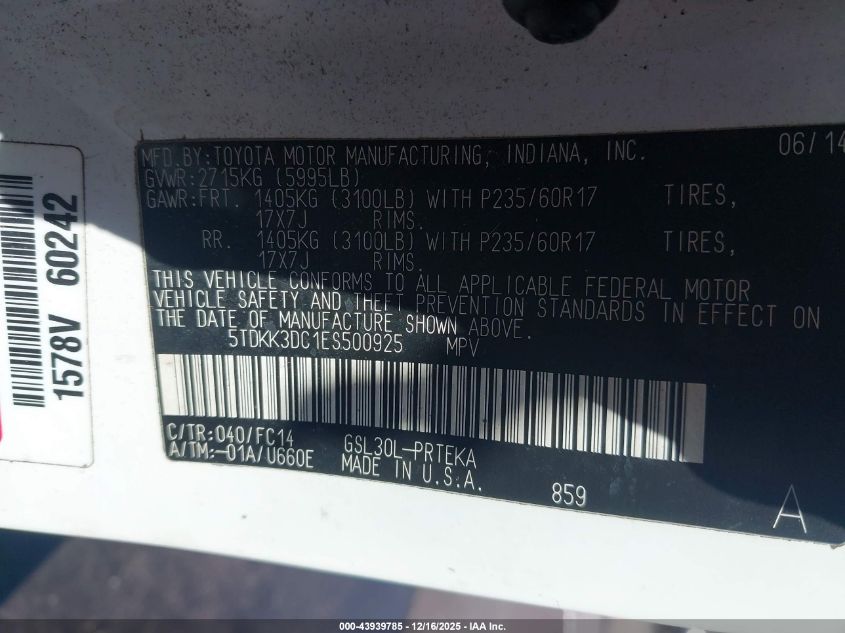 MFD.BY:TOYOTA MOTOR MANUFACTURING, INDIANA, INC. 06/14
GVWR:2715KG (5995LB)
GAWR:FRT. 1405KG (3100LB) WITH P235/60R17 TIRES,
17X7J RIMS.
RR. 1405KG (3100LB) WITH P235/60R17 TIRES,
17X7J RIMS.
THIS VEHICLE CONFORMS TO ALL APPLICABLE FEDERAL MOTOR
VEHICLE SAFETY AND THEFT PREVENTION STANDARDS IN EFFECT ON
THE DATE OF MANUFACTURE SHOWN ABOVE.
5TDKK3DC1ES500925 MPV
C/TR:040/FC14 GSL30L-PRTEKA
A/TM:-01A/U660E MADE IN U.S.A.
859
A
1578V 60242
000-43939785 - 12/16/2025 - IAA Inc.